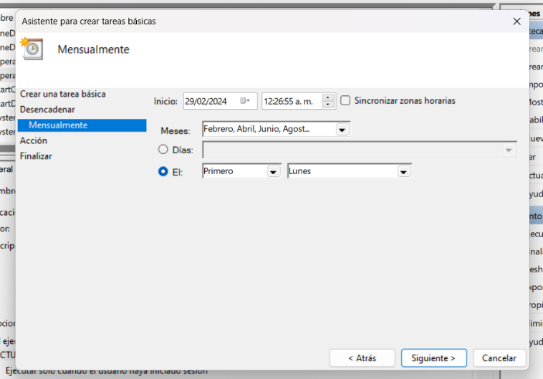 Asistente para crear tareas básicas
Mensualmente
Crear una tarea básica
Desencadenar
Mensualmente
Acción
Finalizar
Inicio: 29/02/2024 12:26:55 a. m. Sincronizar zonas horarias
Meses: Febrero, Abril, Junio, Agost...
Días:
El: Primero Lunes
< Atrás Siguiente > Cancelar
Ejecutar solo cuando el usuario haya iniciado sesión